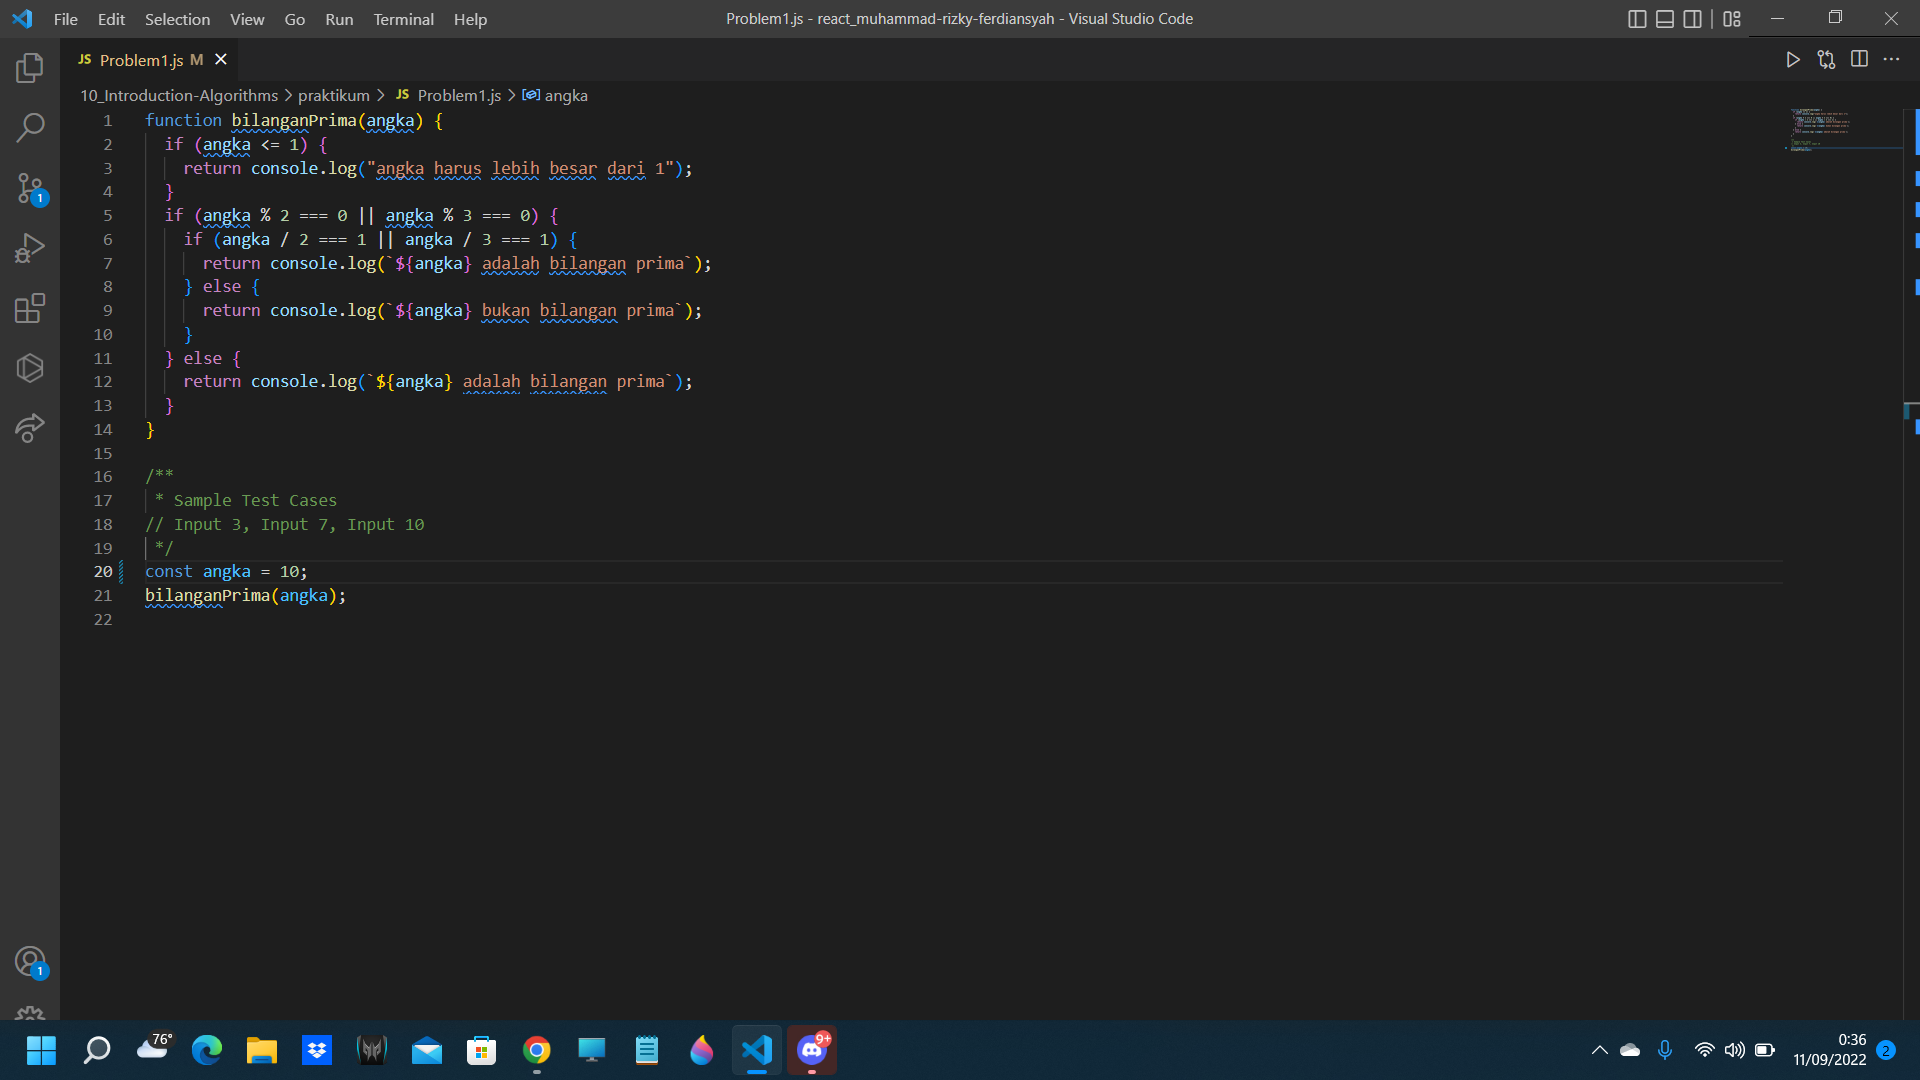 File Edit Selection View Go Run Terminal Help
Problem1.js - react_muhammad-rizky-ferdiansyah - Visual Studio Code
JS Problem1.js M
10_Introduction-Algorithms > praktikum > JS Problem1.js > angka
1 function bilanganPrima(angka) {
2   if (angka <= 1) {
3     return console.log("angka harus lebih besar dari 1");
4   }
5   if (angka % 2 === 0 || angka % 3 === 0) {
6     if (angka / 2 === 1 || angka / 3 === 1) {
7       return console.log(`${angka} adalah bilangan prima`);
8     } else {
9       return console.log(`${angka} bukan bilangan prima`);
10     }
11   } else {
12     return console.log(`${angka} adalah bilangan prima`);
13   }
14 }
15
16 /**
17  * Sample Test Cases
18 // Input 3, Input 7, Input 10
19  */
20 const angka = 10;
21 bilanganPrima(angka);
22
1
1
76°
9+
0:36
11/09/2022
2